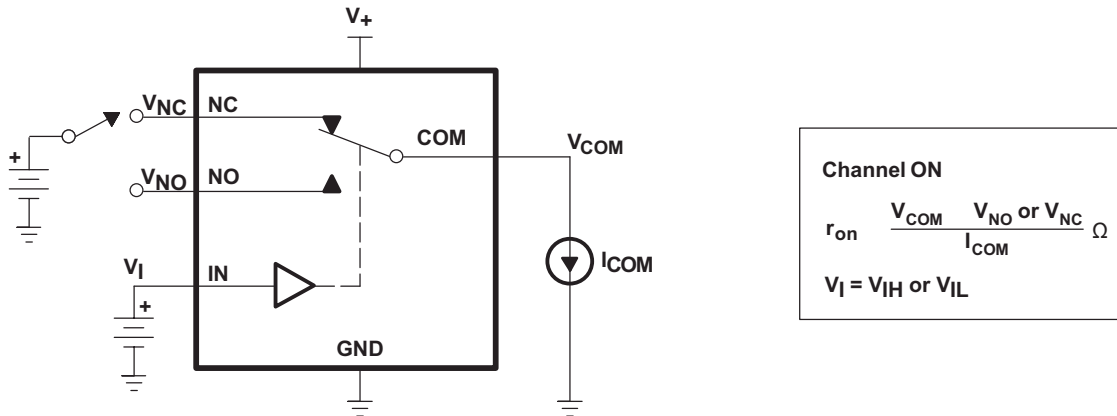 V+
VNC NC
COM
VCOM
+
VNO NO
VI IN
+
ICOM
GND
Channel ON
ron VCOM VNO or VNC Ω
ICOM
VI = VIH or VIL